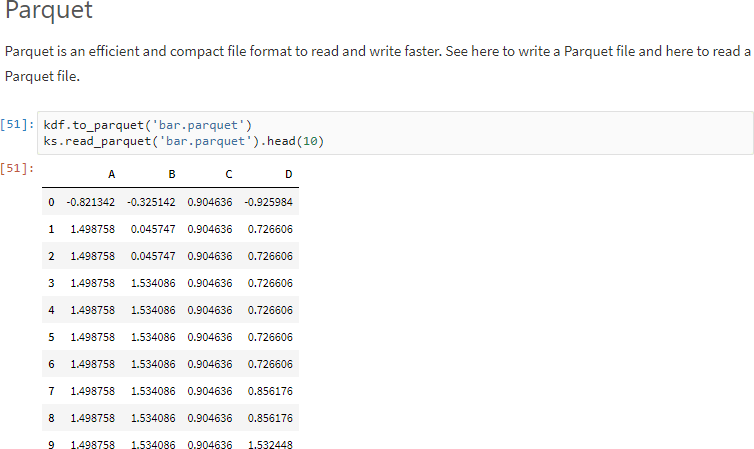 Parquet
Parquet is an efficient and compact file format to read and write faster. See here to write a Parquet file and here to read a
Parquet file.
[51]: kdf.to_parquet('bar.parquet')
ks.read_parquet('bar.parquet').head(10)
[51]:
A B C D
0 -0.821342 -0.325142 0.904636 -0.925984
1 1.498758 0.045747 0.904636 0.726606
2 1.498758 0.045747 0.904636 0.726606
3 1.498758 1.534086 0.904636 0.726606
4 1.498758 1.534086 0.904636 0.726606
5 1.498758 1.534086 0.904636 0.726606
6 1.498758 1.534086 0.904636 0.726606
7 1.498758 1.534086 0.904636 0.856176
8 1.498758 1.534086 0.904636 0.856176
9 1.498758 1.534086 0.904636 1.532448